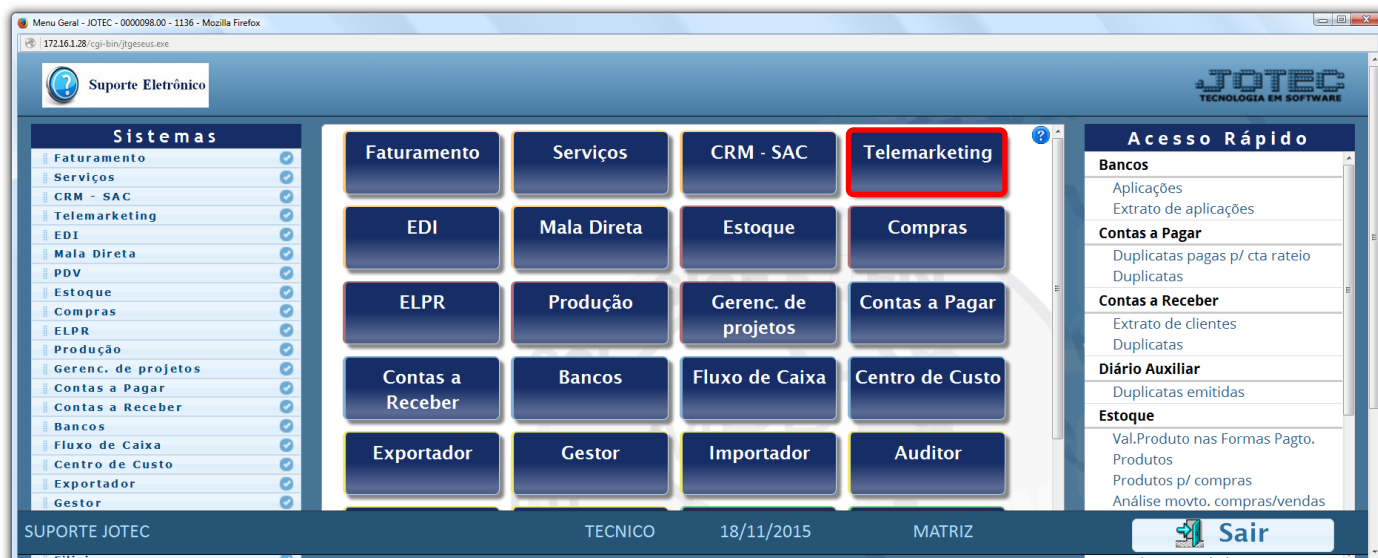 Menu Geral - JOTEC - 0000098.00 - 1136 - Mozilla Firefox
172.16.1.28/cgi-bin/jtgeseus.exe
Suporte Eletrônico
JOTEC
TECNOLOGIA EM SOFTWARE
Sistemas
Faturamento
Serviços
CRM - SAC
Telemarketing
EDI
Mala Direta
PDV
Estoque
Compras
ELPR
Produção
Gerenc. de projetos
Contas a Pagar
Contas a Receber
Bancos
Fluxo de Caixa
Centro de Custo
Exportador
Gestor
Faturamento
Serviços
CRM - SAC
Telemarketing
EDI
Mala Direta
Estoque
Compras
ELPR
Produção
Gerenc. de
projetos
Contas a Pagar
Contas a
Receber
Bancos
Fluxo de Caixa
Centro de Custo
Exportador
Gestor
Importador
Auditor
Acesso Rápido
Bancos
Aplicações
Extrato de aplicações
Contas a Pagar
Duplicatas pagas p/ cta rateio
Duplicatas
Contas a Receber
Extrato de clientes
Duplicatas
Diário Auxiliar
Duplicatas emitidas
Estoque
Val.Produto nas Formas Pagto.
Produtos
Produtos p/ compras
Análise movto. compras/vendas
SUPORTE JOTEC
TECNICO
18/11/2015
MATRIZ
Sair